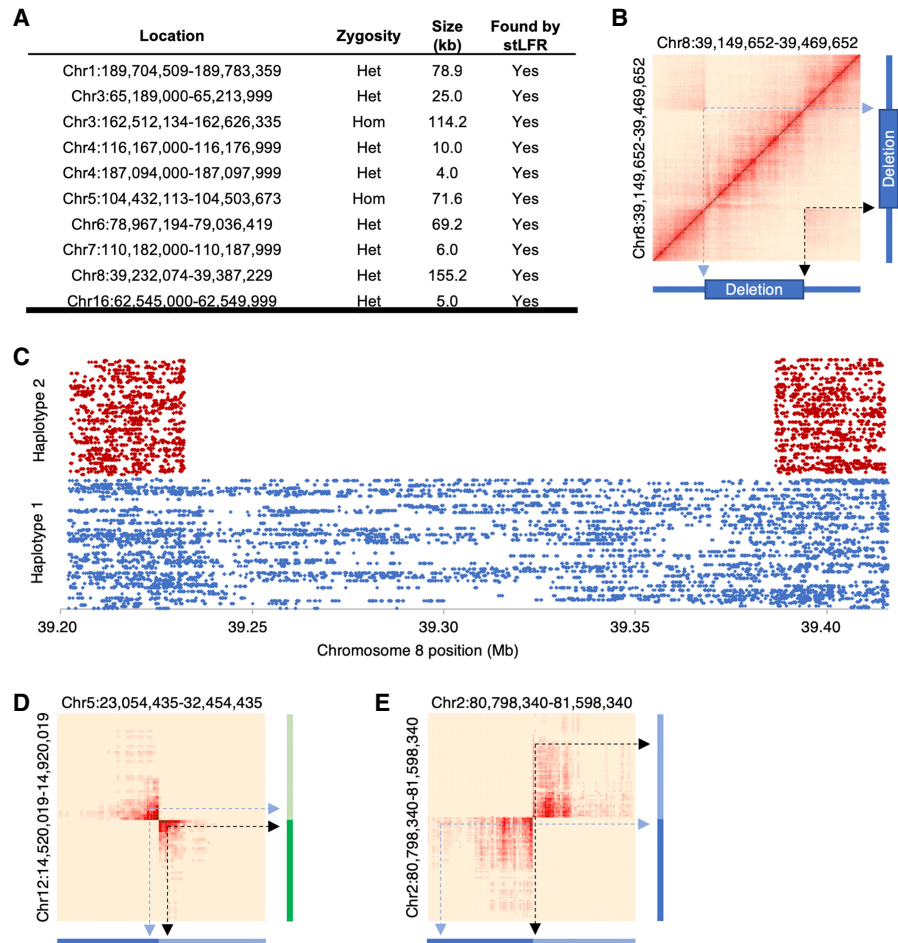 A
Location Zygosity Size (kb) Found by stLFR
Chr1:189,704,509-189,783,359 Het 78.9 Yes
Chr3:65,189,000-65,213,999 Het 25.0 Yes
Chr3:162,512,134-162,626,335 Hom 114.2 Yes
Chr4:116,167,000-116,176,999 Het 10.0 Yes
Chr4:187,094,000-187,097,999 Het 4.0 Yes
Chr5:104,432,113-104,503,673 Hom 71.6 Yes
Chr6:78,967,194-79,036,419 Het 69.2 Yes
Chr7:110,182,000-110,187,999 Het 6.0 Yes
Chr8:39,232,074-39,387,229 Het 155.2 Yes
Chr16:62,545,000-62,549,999 Het 5.0 Yes
B
Chr8:39,149,652-39,469,652
Chr8:39,149,652-39,469,652
Deletion
Deletion
C
Haplotype 2
Haplotype 1
39.20 39.25 39.30 39.35 39.40
Chromosome 8 position (Mb)
D
Chr5:23,054,435-32,454,435
Chr12:14,520,019-14,920,019
E
Chr2:80,798,340-81,598,340
Chr2:80,798,340-81,598,340